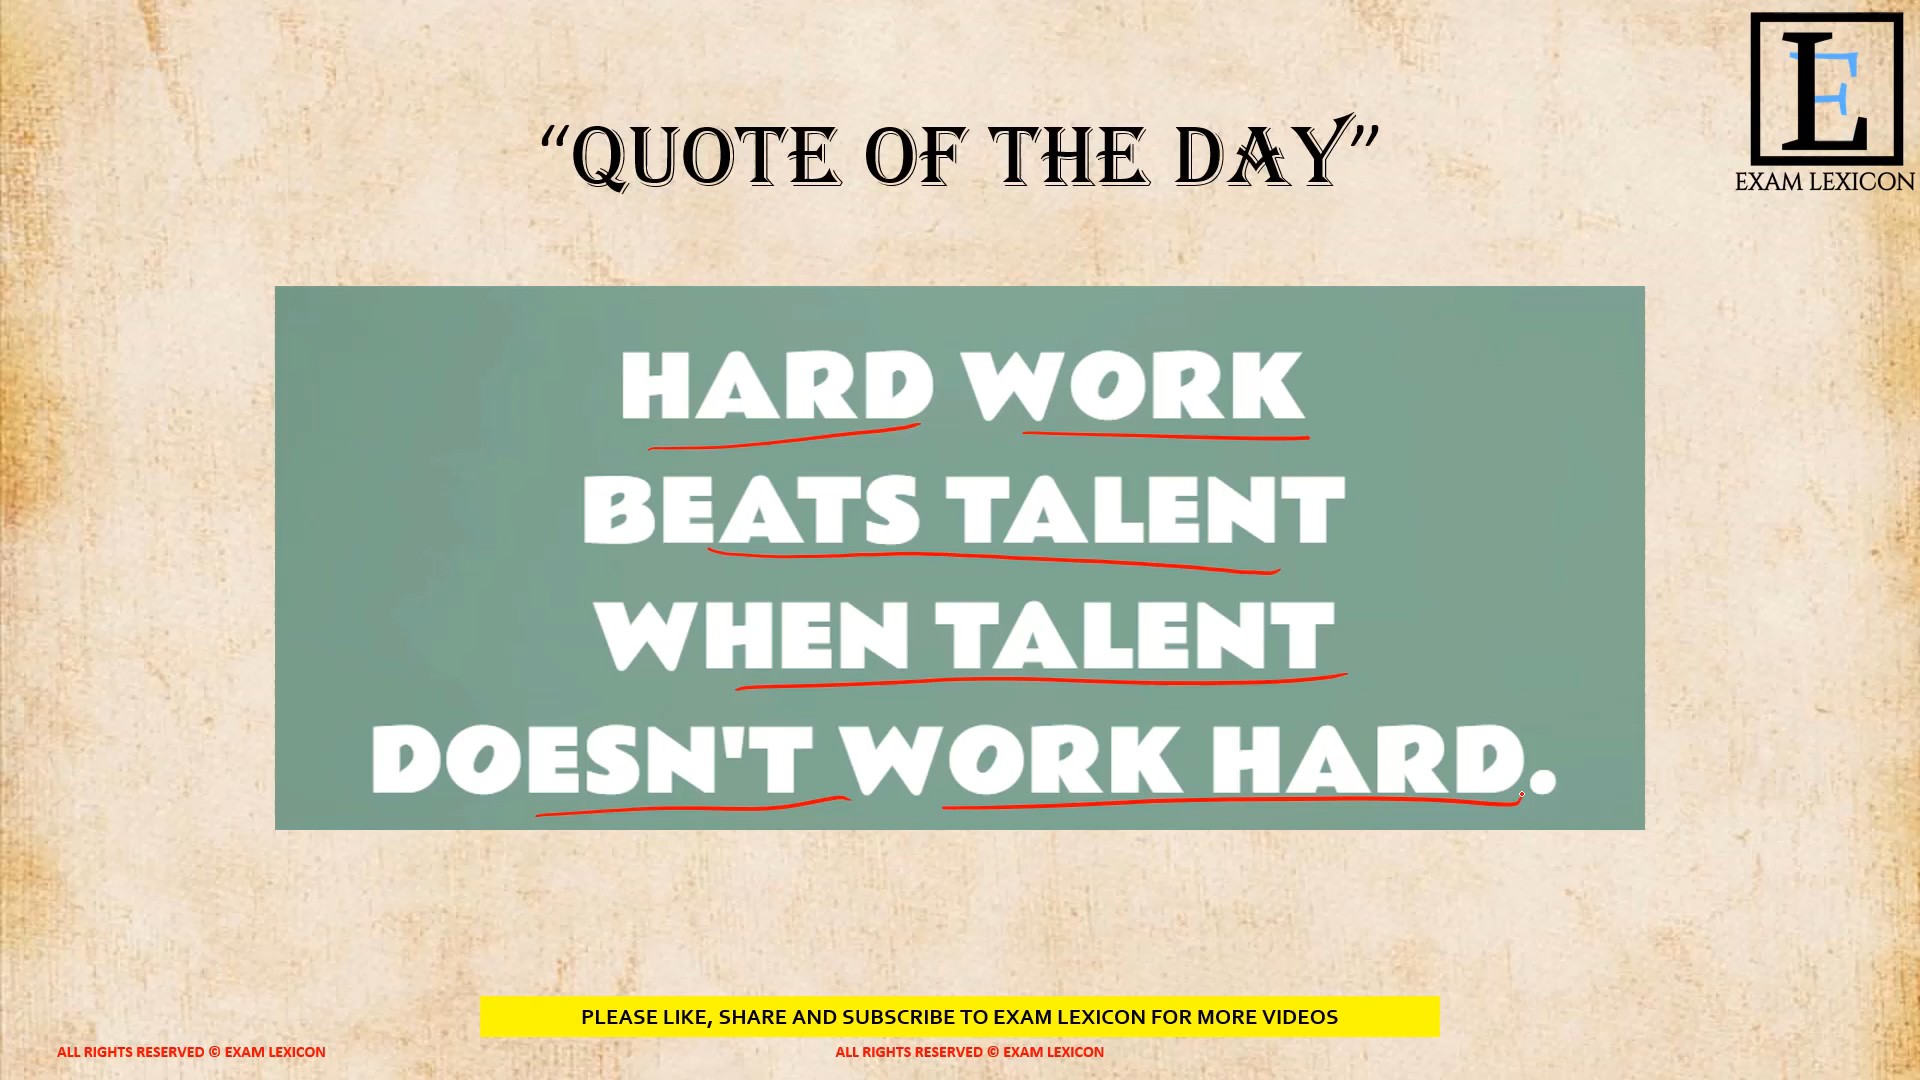 “QUOTE OF THE DAY”
LE
EXAM LEXICON
HARD WORK
BEATS TALENT
WHEN TALENT
DOESN'T WORK HARD.
PLEASE LIKE, SHARE AND SUBSCRIBE TO EXAM LEXICON FOR MORE VIDEOS
ALL RIGHTS RESERVED © EXAM LEXICON
ALL RIGHTS RESERVED © EXAM LEXICON